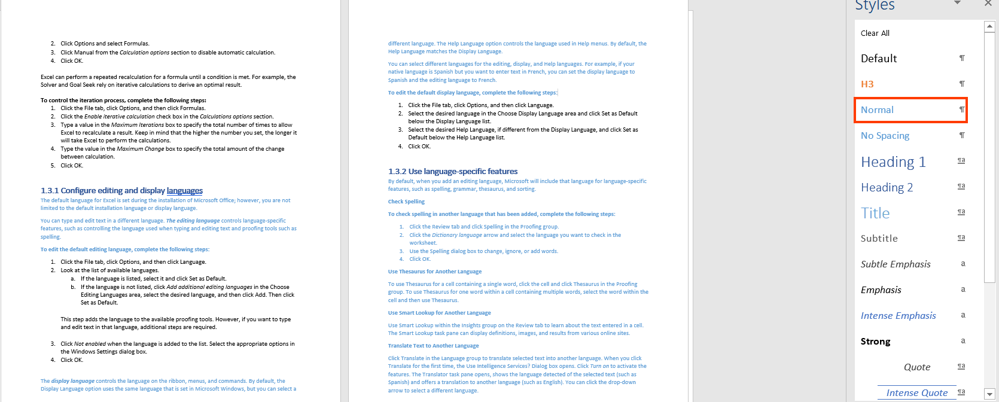 2. Click Options and select Formulas.
3. Click Manual from the Calculation options section to disable automatic calculation.
4. Click OK.
Excel can perform a repeated recalculation for a formula until a condition is met. For example, the
Solver and Goal Seek rely on iterative calculations to derive an optimal result.
To control the iteration process, complete the following steps:
1. Click the File tab, click Options, and then click Formulas.
2. Click the Enable iterative calculation check box in the Calculations options section.
3. Type a value in the Maximum Iterations box to specify the total number of times to allow
Excel to recalculate a result. Keep in mind that the higher the number you set, the longer it
will take Excel to perform the calculations.
4. Type the value in the Maximum Change box to specify the total amount of the change
between calculation.
5. Click OK.
1.3.1 Configure editing and display languages
The default language for Excel is set during the installation of Microsoft Office; however, you are not
limited to the default installation language or display language.
You can type and edit text in a different language. The editing language controls language-specific
features, such as controlling the language used when typing and editing text and proofing tools such as
spelling.
To edit the default editing language, complete the following steps:
1. Click the File tab, click Options, and then click Language.
2. Look at the list of available languages.
a. If the language is listed, select it and click Set as Default.
b. If the language is not listed, click Add additional editing languages in the Choose
Editing Languages area, select the desired language, and then click Add. Then click
Set as Default.
This step adds the language to the available proofing tools. However, if you want to type
and edit text in that language, additional steps are required.
3. Click Not enabled when the language is added to the list. Select the appropriate options in
the Windows Settings dialog box.
4. Click OK.
The display language controls the language on the ribbon, menus, and commands. By default, the
Display Language option uses the same language that is set in Microsoft Windows, but you can select a
different language. The Help Language option controls the language used in Help menus. By default, the
Help Language matches the Display Language.
You can select different languages for the editing, display, and Help languages. For example, if your
native language is Spanish but you want to enter text in French, you can set the display language to
Spanish and the editing language to French.
To edit the default display language, complete the following steps:
1. Click the File tab, click Options, and then click Language.
2. Select the desired language in the Choose Display Language area and click Set as Default
below the Display Language list.
3. Select the desired Help Language, if different from the Display Language, and click Set as
Default below the Help Language list.
4. Click OK.
1.3.2 Use language-specific features
By default, when you add an editing language, Microsoft will include that language for language-specific
features, such as spelling, grammar, thesaurus, and sorting.
Check Spelling
To check spelling in another language that has been added, complete the following steps:
1. Click the Review tab and click Spelling in the Proofing group.
2. Click the Dictionary language arrow and select the language you want to check in the
worksheet.
3. Use the Spelling dialog box to change, ignore, or add words.
4. Click OK.
Use Thesaurus for Another Language
To use Thesaurus for a cell containing a single word, click the cell and click Thesaurus in the Proofing
group. To use Thesaurus for one word within a cell containing multiple words, select the word within the
cell and then use Thesaurus.
Use Smart Lookup for Another Language
Use Smart Lookup within the Insights group on the Review tab to learn about the text entered in a cell.
The Smart Lookup task pane can display definitions, images, and results from various online sites.
Translate Text to Another Language
Click Translate in the Language group to translate selected text into another language. When you click
Translate for the first time, the Use Intelligence Services? Dialog box opens. Click Turn on to activate the
features. The Translator task pane opens, shows the language detected of the selected text (such as
Spanish) and offers a translation to another language (such as English). You can click the drop-down
arrow to select a different language.
Styles
Clear All
Default ¶
H3 ¶
Normal ¶
No Spacing ¶
Heading 1 ¶a
Heading 2 ¶a
Title ¶a
Subtitle ¶a
Subtle Emphasis a
Emphasis a
Intense Emphasis a
Strong a
Quote ¶a
Intense Quote ¶a